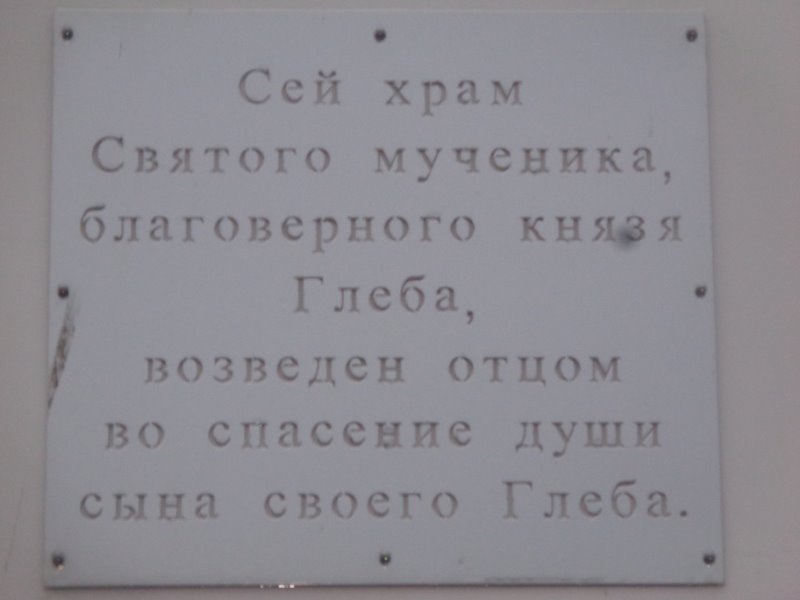 Сей храм
Святого мученика,
благоверного князя
Глеба,
возведен отцом
во спасение души
сына своего Глеба.